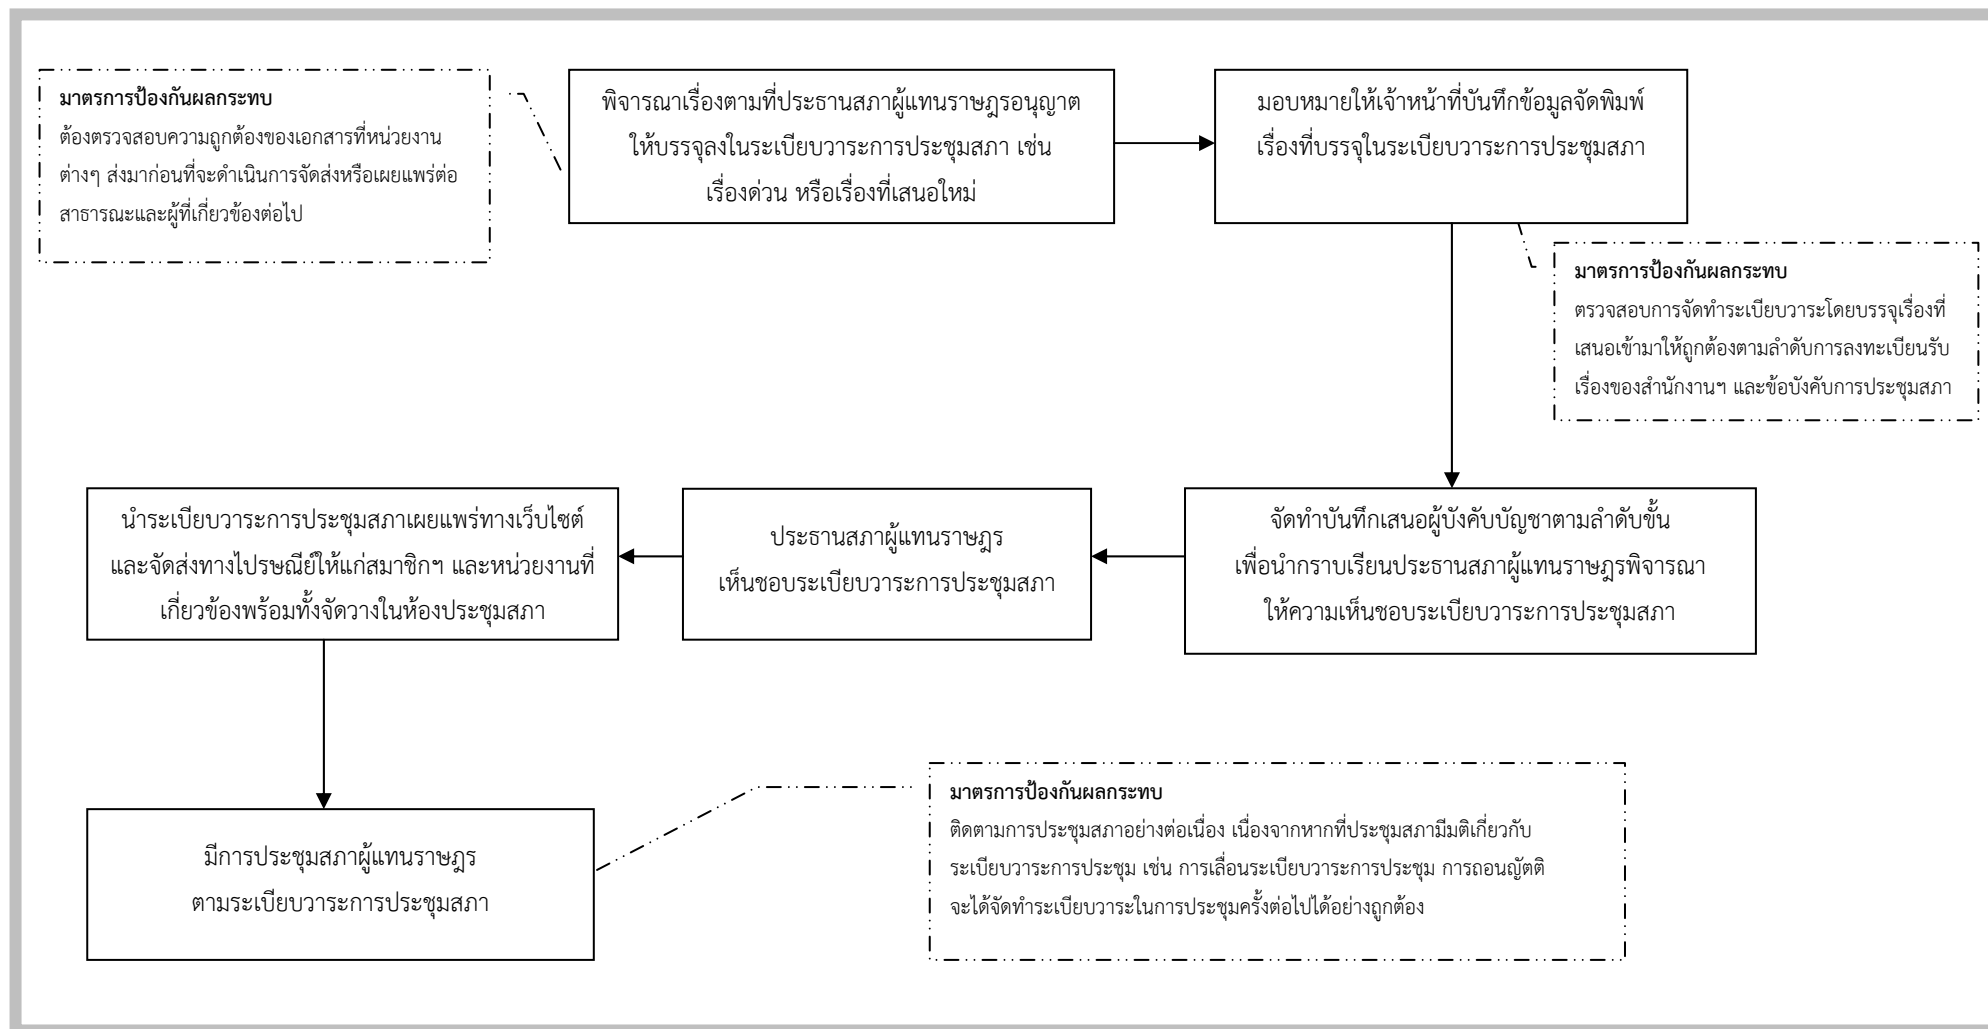 มาตรการป้องกันผลกระทบ
ต้องตรวจสอบความถูกต้องของเอกสารที่หน่วยงาน
ต่างๆ ส่งมาก่อนที่จะดำเนินการจัดส่งหรือเผยแพร่ต่อ
สาธารณะและผู้ที่เกี่ยวข้องต่อไป
พิจารณาเรื่องตามที่ประธานสภาผู้แทนราษฎรอนุญาต
ให้บรรจุลงในระเบียบวาระการประชุมสภา เช่น
เรื่องด่วน หรือเรื่องที่เสนอใหม่
มอบหมายให้เจ้าหน้าที่บันทึกข้อมูลจัดพิมพ์
เรื่องที่บรรจุในระเบียบวาระการประชุมสภา
มาตรการป้องกันผลกระทบ
ตรวจสอบการจัดทำระเบียบวาระโดยบรรจุเรื่องที่
เสนอเข้ามาให้ถูกต้องตามลำดับการลงทะเบียนรับ
เรื่องของสำนักงานฯ และข้อบังคับการประชุมสภา
จัดทำบันทึกเสนอผู้บังคับบัญชาตามลำดับขั้น
เพื่อนำกราบเรียนประธานสภาผู้แทนราษฎรพิจารณา
ให้ความเห็นชอบระเบียบวาระการประชุมสภา
ประธานสภาผู้แทนราษฎร
เห็นชอบระเบียบวาระการประชุมสภา
นำระเบียบวาระการประชุมสภาเผยแพร่ทางเว็บไซต์
และจัดส่งทางไปรษณีย์ให้แก่สมาชิกฯ และหน่วยงานที่
เกี่ยวข้องพร้อมทั้งจัดวางในห้องประชุมสภา
มีการประชุมสภาผู้แทนราษฎร
ตามระเบียบวาระการประชุมสภา
มาตรการป้องกันผลกระทบ
ติดตามการประชุมสภาอย่างต่อเนื่อง เนื่องจากหากที่ประชุมสภามีมติเกี่ยวกับ
ระเบียบวาระการประชุม เช่น การเลื่อนระเบียบวาระการประชุม การถอนญัตติ
จะได้จัดทำระเบียบวาระในการประชุมครั้งต่อไปได้อย่างถูกต้อง